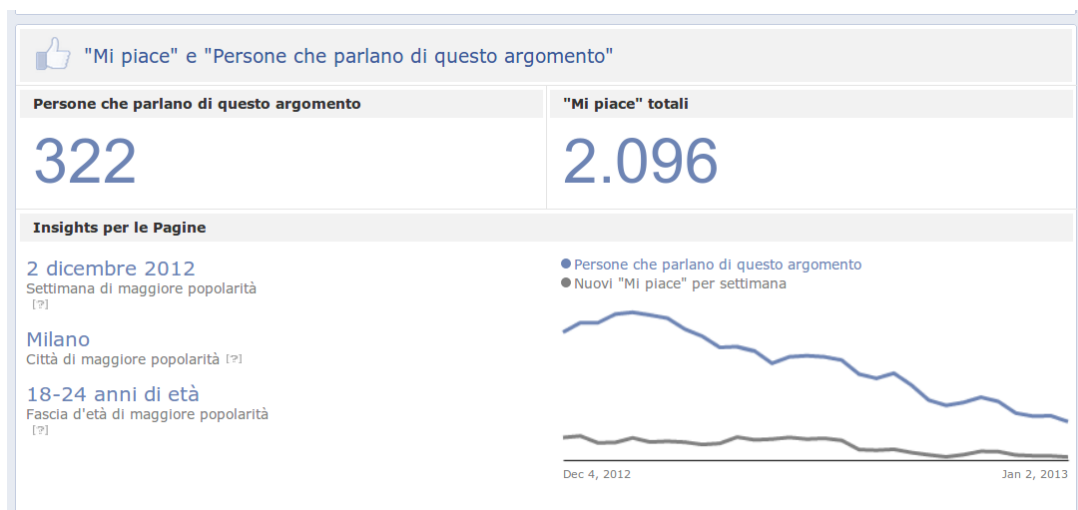 "Mi piace" e "Persone che parlano di questo argomento"
Persone che parlano di questo argomento
"Mi piace" totali
322
2.096
Insights per le Pagine
2 dicembre 2012
Settimana di maggiore popolarità
[?]
Milano
Città di maggiore popolarità [?]
18-24 anni di età
Fascia d'età di maggiore popolarità
[?]
Persone che parlano di questo argomento
Nuovi "Mi piace" per settimana
Dec 4, 2012
Jan 2, 2013